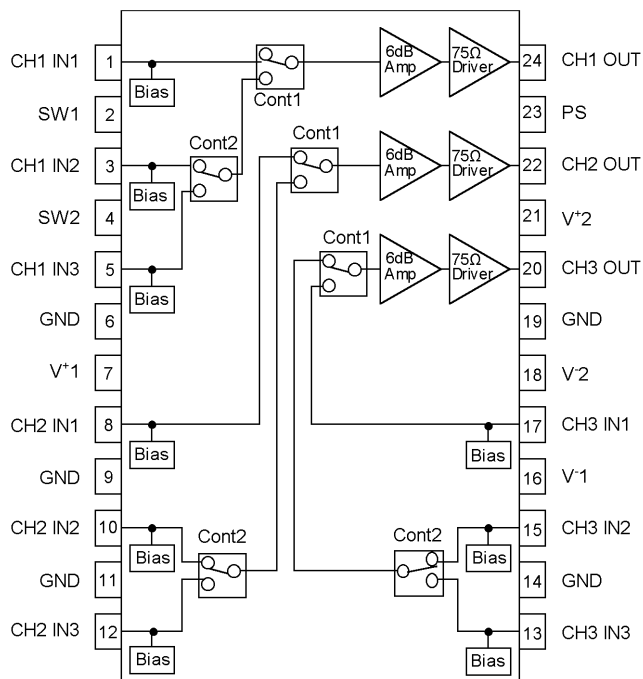 CH1 IN1 1 Bias Cont1 6dB Amp 75Ω Driver 24 CH1 OUT
SW1 2 23 PS
CH1 IN2 3 Bias Cont2 Cont1 6dB Amp 75Ω Driver 22 CH2 OUT
SW2 4 21 V+2
CH1 IN3 5 Bias Cont1 6dB Amp 75Ω Driver 20 CH3 OUT
GND 6 19 GND
V+1 7 18 V-2
CH2 IN1 8 Bias Bias 17 CH3 IN1
GND 9 16 V-1
CH2 IN2 10 Bias Cont2 Cont2 Bias 15 CH3 IN2
GND 11 14 GND
CH2 IN3 12 Bias Bias 13 CH3 IN3